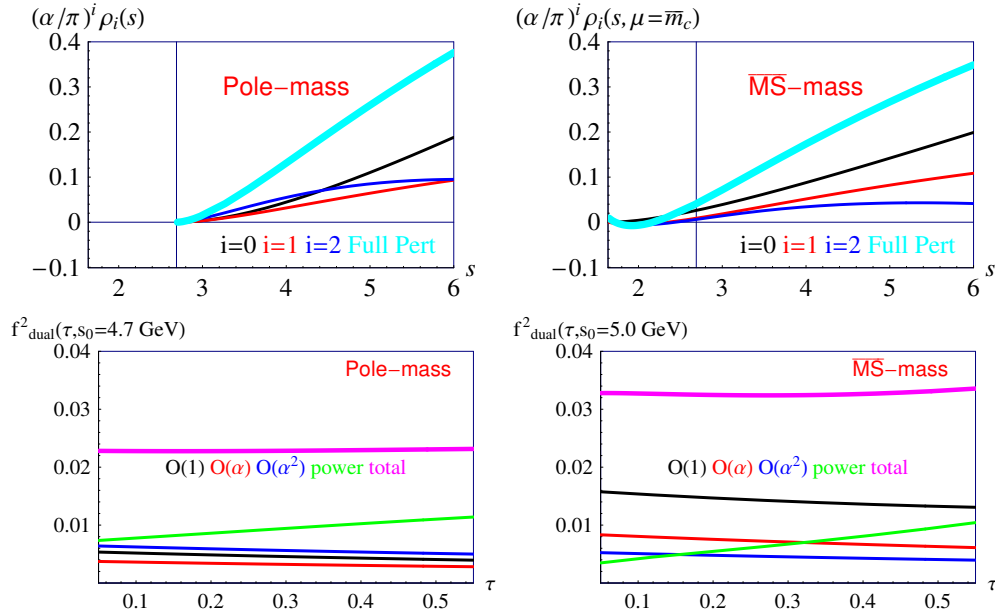 (α/π)^i ρ_i(s)
0.4
0.3
0.2
0.1
0
−0.1
Pole−mass
i=0 i=1 i=2 Full Pert
2 3 4 5 6
s
(α/π)^i ρ_i(s, μ=m̅_c)
0.4
0.3
0.2
0.1
0
−0.1
M̅S̅−mass
i=0 i=1 i=2 Full Pert
2 3 4 5 6
s
f²_dual(τ,s₀=4.7 GeV)
0.04
0.03
0.02
0.01
Pole−mass
O(1) O(α) O(α²) power total
0.1 0.2 0.3 0.4 0.5
τ
f²_dual(τ,s₀=5.0 GeV)
0.04
0.03
0.02
0.01
M̅S̅−mass
O(1) O(α) O(α²) power total
0.1 0.2 0.3 0.4 0.5
τ